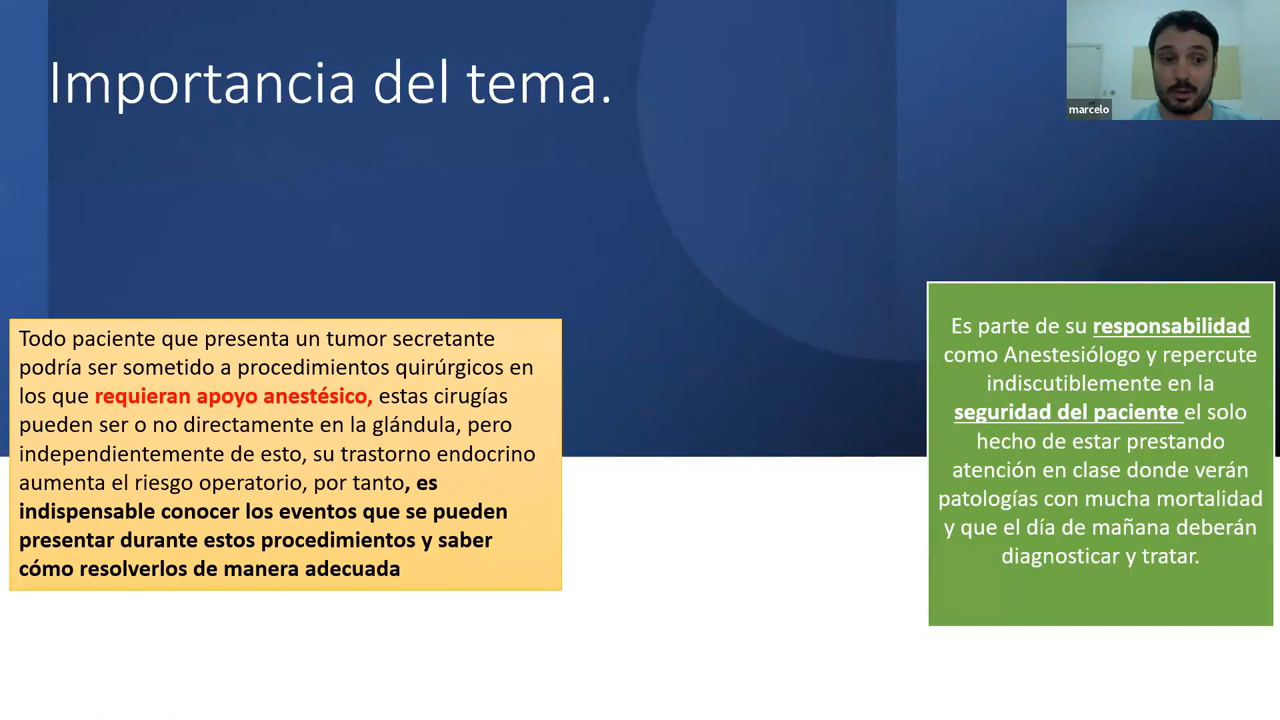 Importancia del tema.
marcelo
Todo paciente que presenta un tumor secretante
podría ser sometido a procedimientos quirúrgicos en
los que requieran apoyo anestésico, estas cirugías
pueden ser o no directamente en la glándula, pero
independientemente de esto, su trastorno endocrino
aumenta el riesgo operatorio, por tanto, es
indispensable conocer los eventos que se pueden
presentar durante estos procedimientos y saber
cómo resolverlos de manera adecuada
Es parte de su responsabilidad
como Anestesiólogo y repercute
indiscutiblemente en la
seguridad del paciente el solo
hecho de estar prestando
atención en clase donde verán
patologías con mucha mortalidad
y que el día de mañana deberán
diagnosticar y tratar.